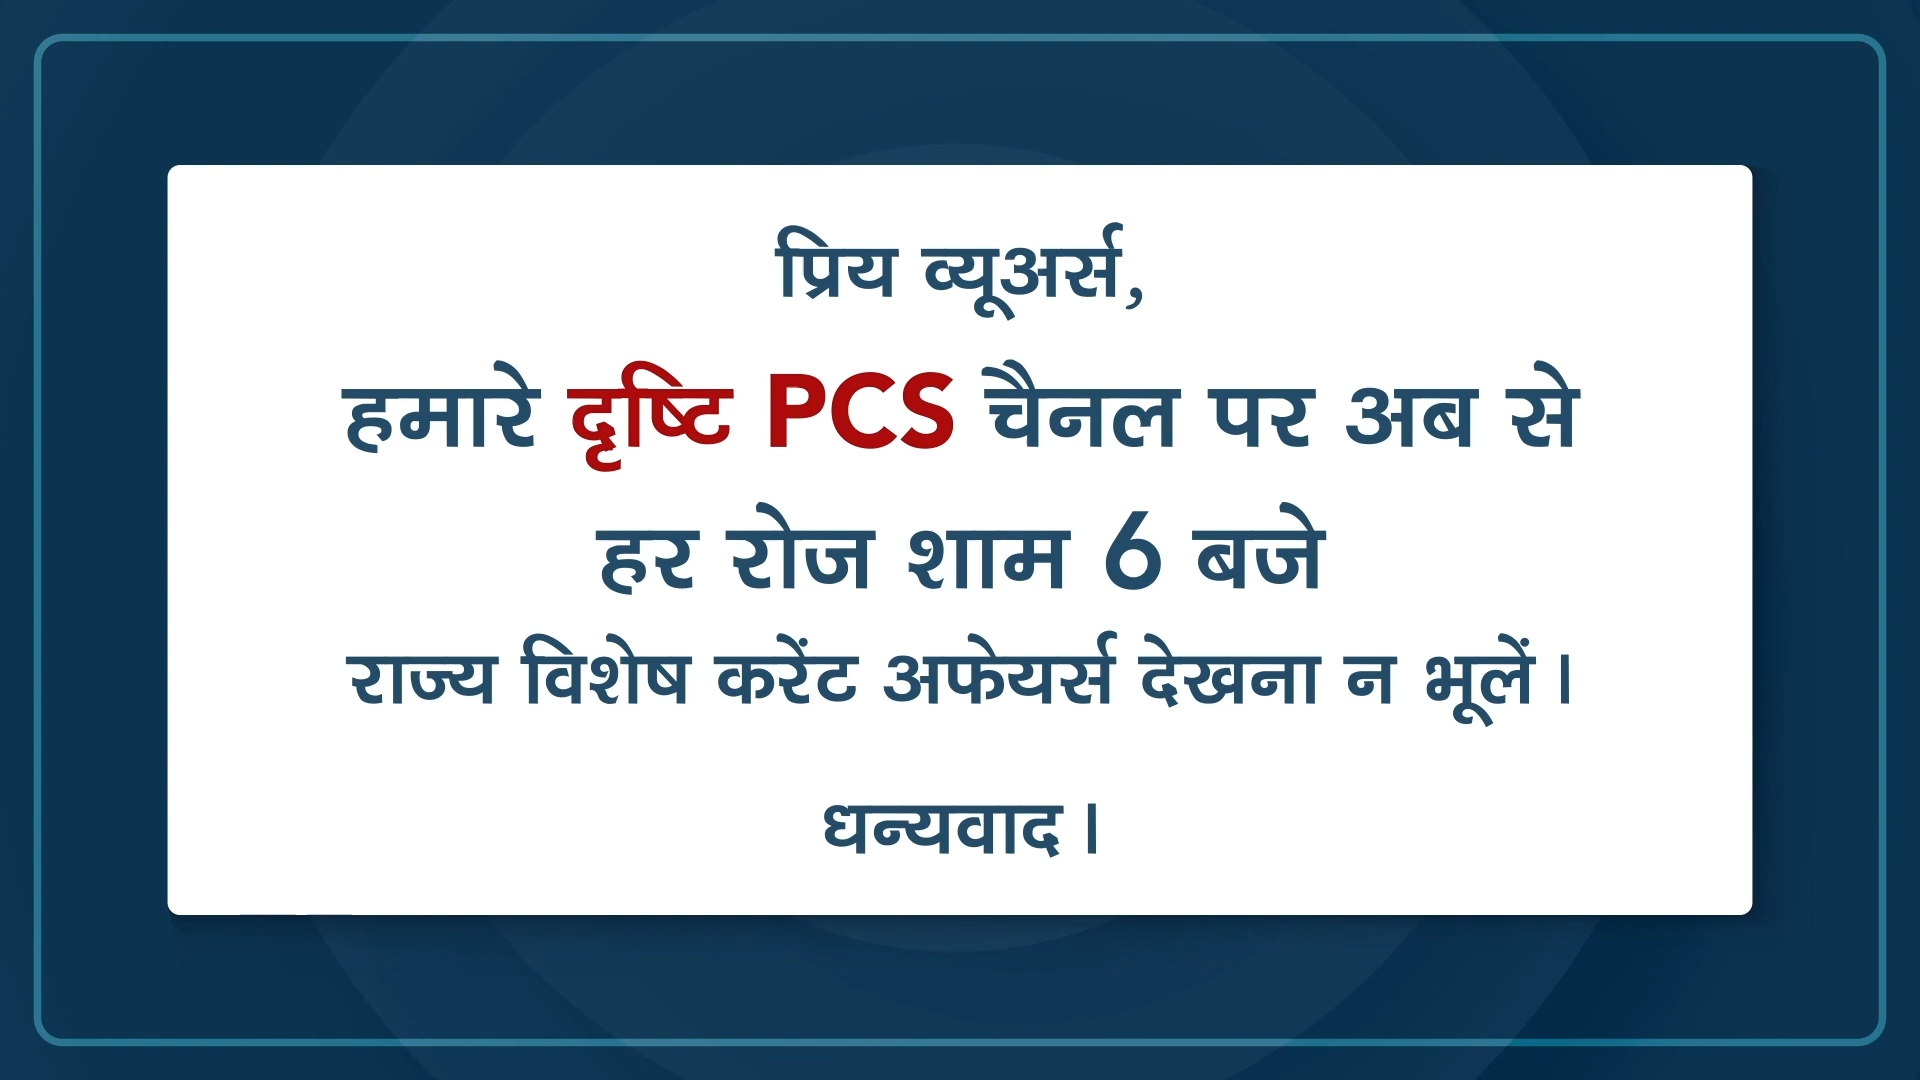 प्रिय व्यूअर्स,
हमारे दृष्टि PCS चैनल पर अब से
हर रोज शाम 6 बजे
राज्य विशेष करेंट अफेयर्स देखना न भूलें।
धन्यवाद।